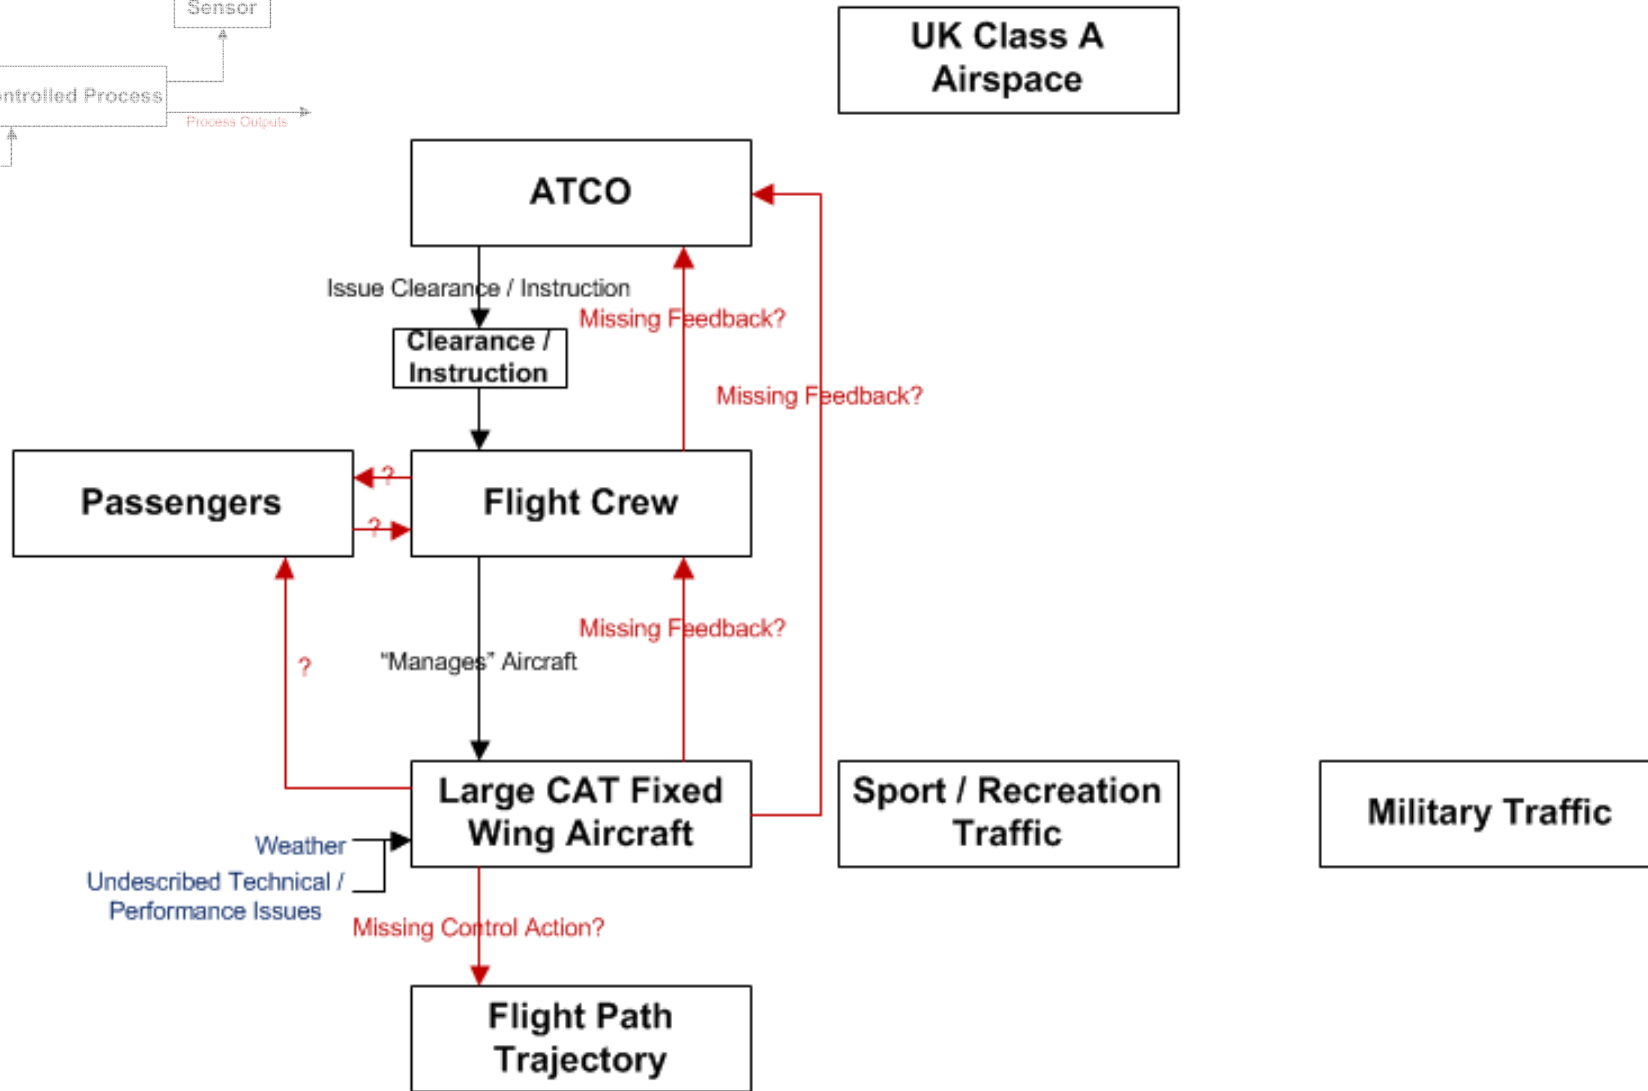 Sensor
UK Class A
Airspace
ontrolled Process
Process Outputs
ATCO
Issue Clearance / Instruction
Missing Feedback?
Clearance /
Instruction
Missing Feedback?
Passengers
?
?
Flight Crew
Missing Feedback?
?
“Manages” Aircraft
Large CAT Fixed
Wing Aircraft
Sport / Recreation
Traffic
Military Traffic
Weather
Undescribed Technical /
Performance Issues
Missing Control Action?
Flight Path
Trajectory